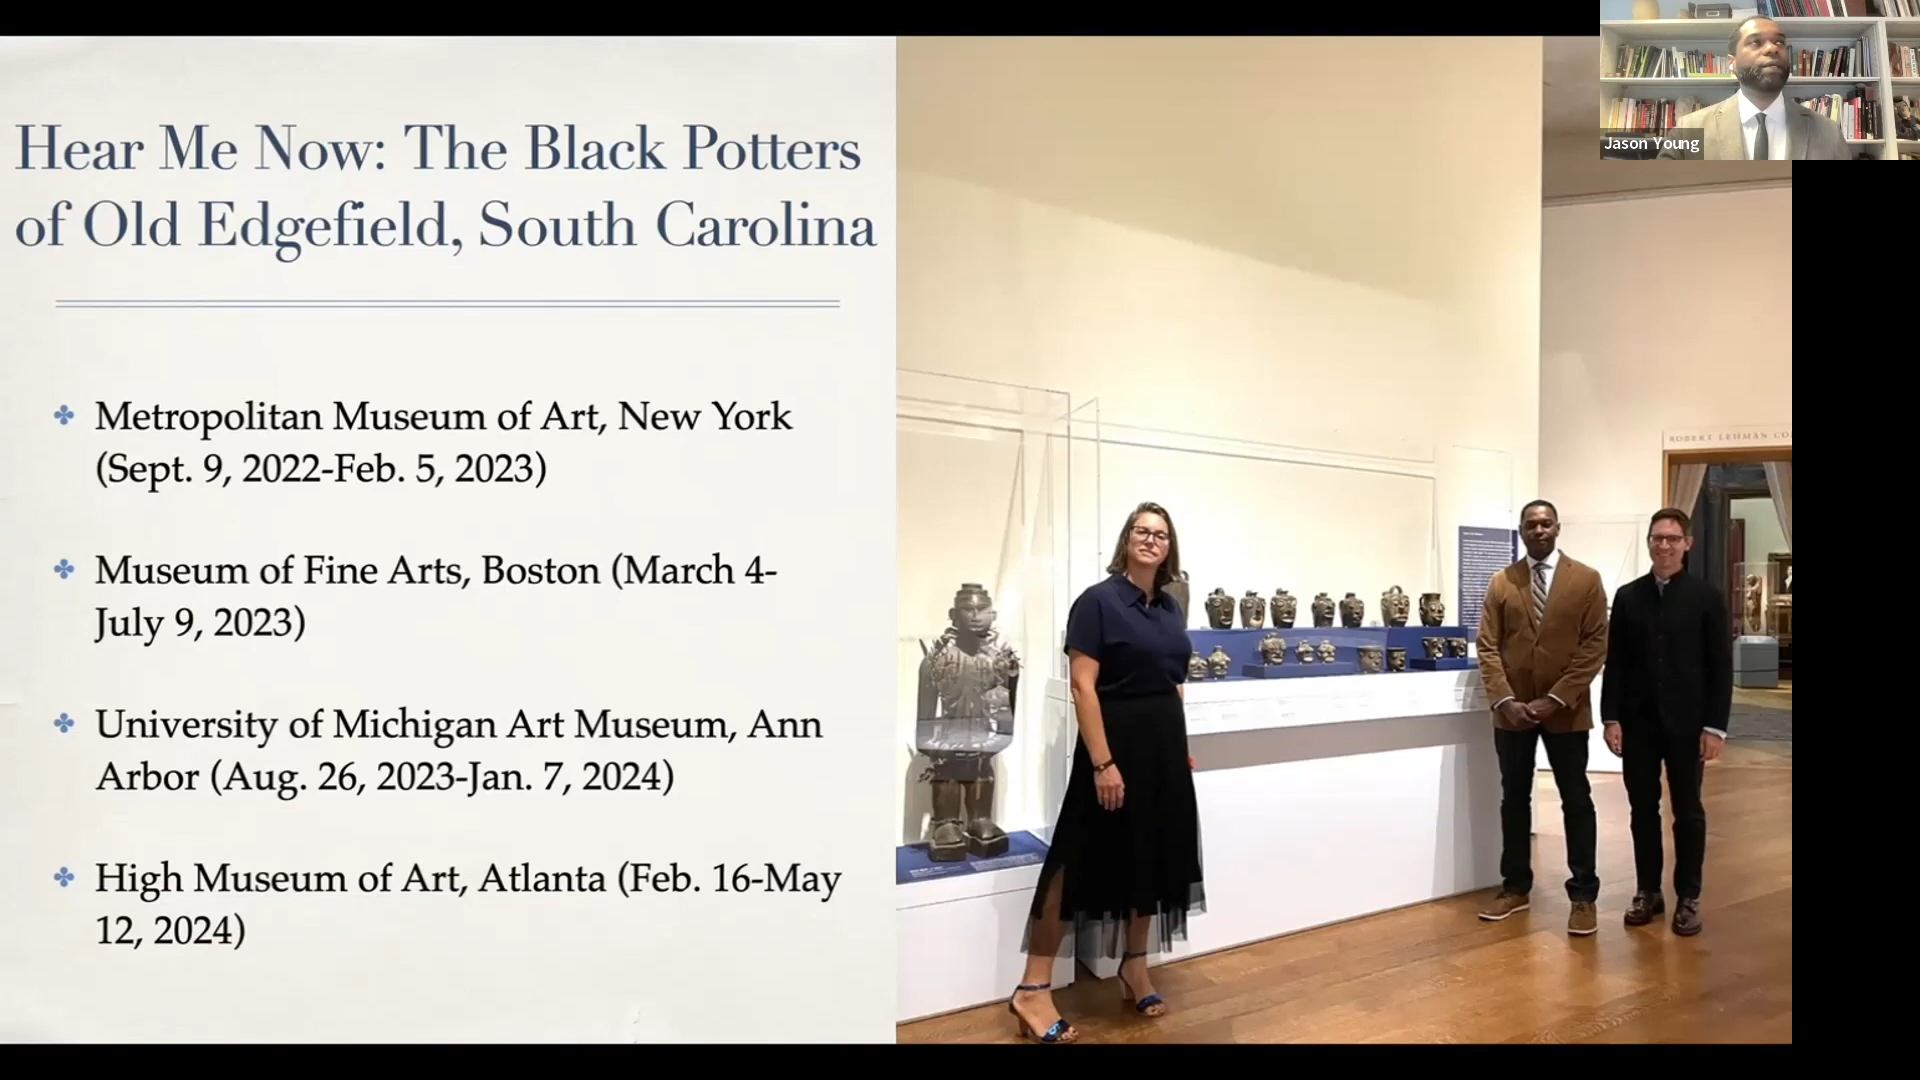 Hear Me Now: The Black Potters
of Old Edgefield, South Carolina
Metropolitan Museum of Art, New York
(Sept. 9, 2022-Feb. 5, 2023)
Museum of Fine Arts, Boston (March 4-
July 9, 2023)
University of Michigan Art Museum, Ann
Arbor (Aug. 26, 2023-Jan. 7, 2024)
High Museum of Art, Atlanta (Feb. 16-May
12, 2024)
ROBERT LEHMAN CO
Jason Young